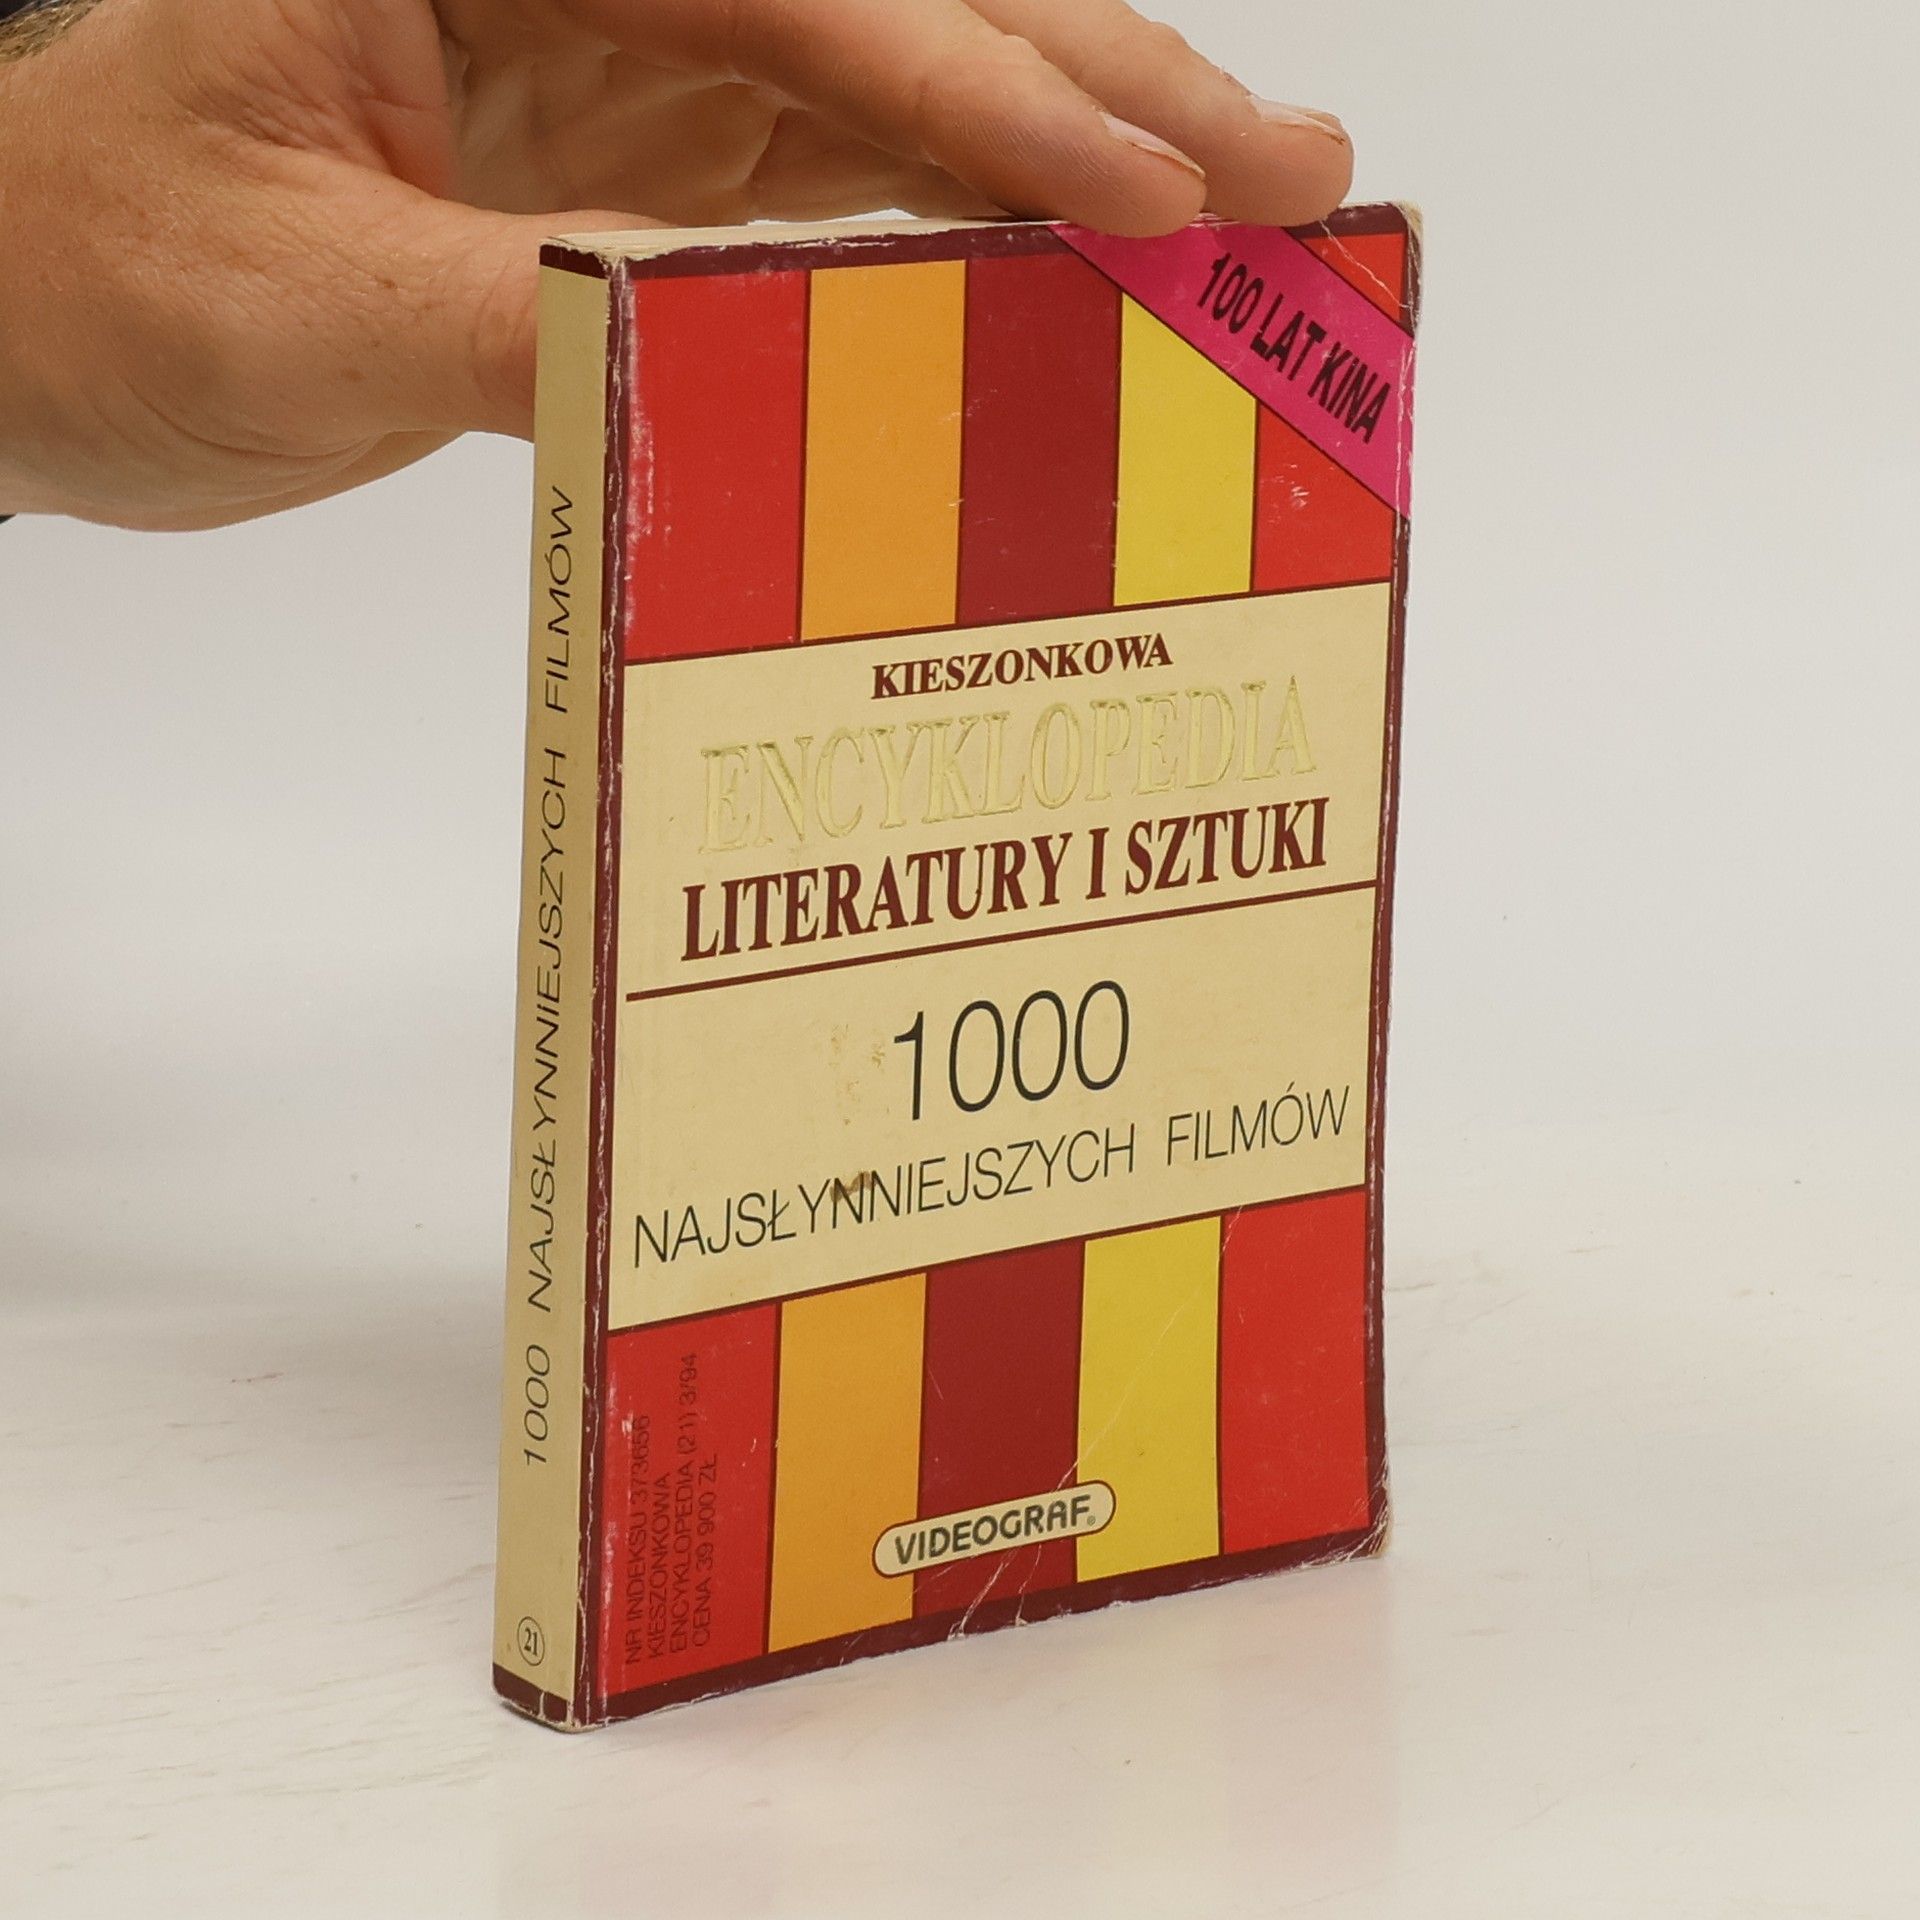 100 LAT KINA
KIESZONKOWA
ENCYKLOPEDIA
LITERATURY I SZTUKI
1000
NAJSŁYNNIEJSZYCH FILMÓW
NR INDEKSU 373656
KIESZONKOWA
ENCYKLOPEDIA (21) 3/94
CENA 39 900 ZŁ
VIDEOGRAF®
1000 NAJSŁYNNIEJSZYCH FILMÓW
21